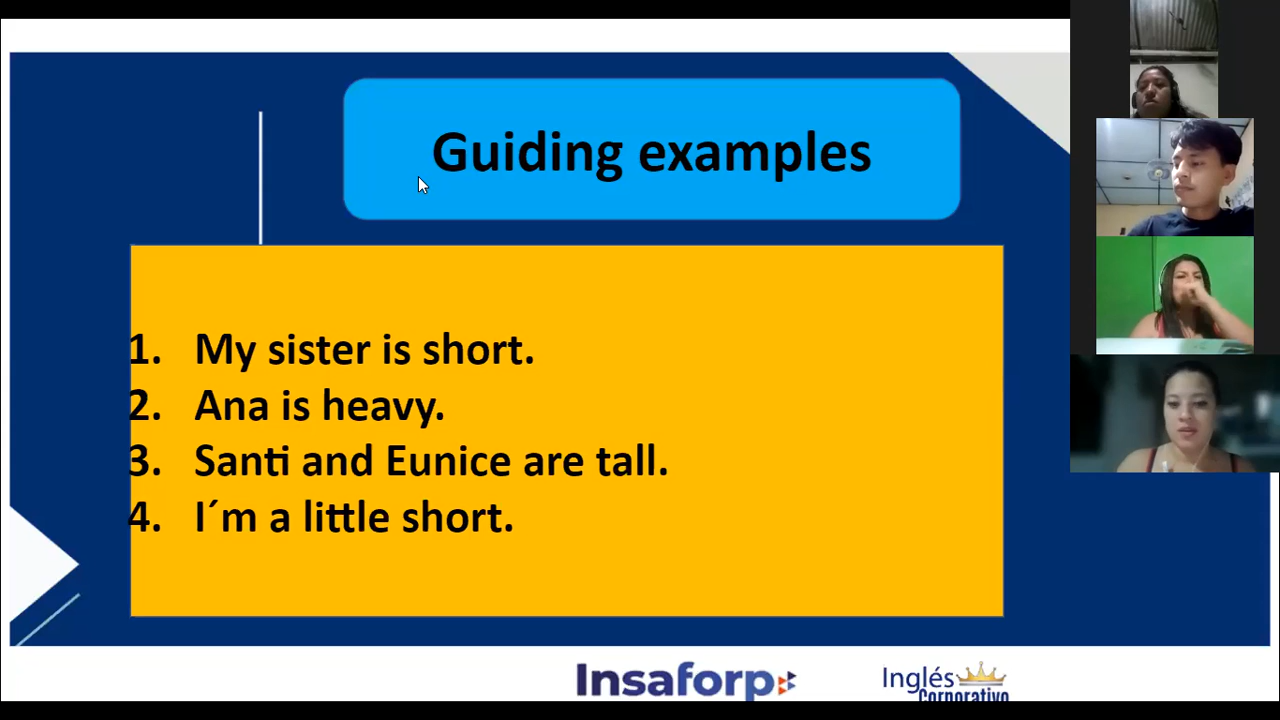 Guiding examples
1. My sister is short.
2. Ana is heavy.
3. Santi and Eunice are tall.
4. I´m a little short.
Insaforp
Inglés
Corporativo